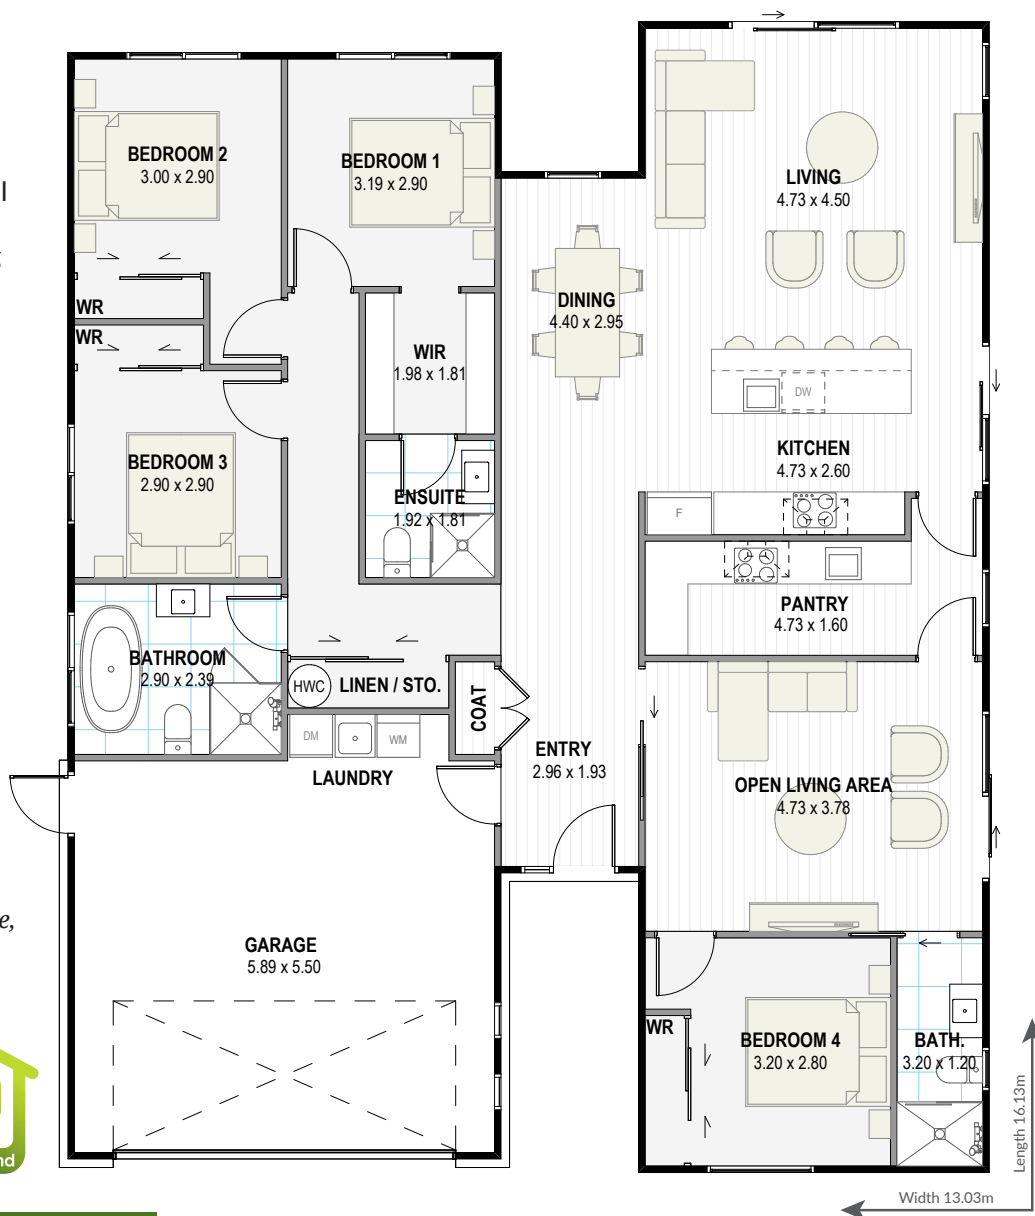 BEDROOM 2
3.00 x 2.90
BEDROOM 1
3.19 x 2.90
LIVING
4.73 x 4.50
l
WR
WR
DINING
4.40 x 2.95
WIR
1.98 x 1.81
DW
KITCHEN
4.73 x 2.60
BEDROOM 3
2.90 x 2.90
ENSUITE
1.92 x 1.81
F
PANTRY
4.73 x 1.60
BATHROOM
2.90 x 2.39
HWC
LINEN / STO.
COAT
DM
WM
LAUNDRY
ENTRY
2.96 x 1.93
OPEN LIVING AREA
4.73 x 3.78
e,
GARAGE
5.89 x 5.50
WR
BEDROOM 4
3.20 x 2.80
BATH.
3.20 x 1.20
nd
Length 16.13m
Width 13.03m